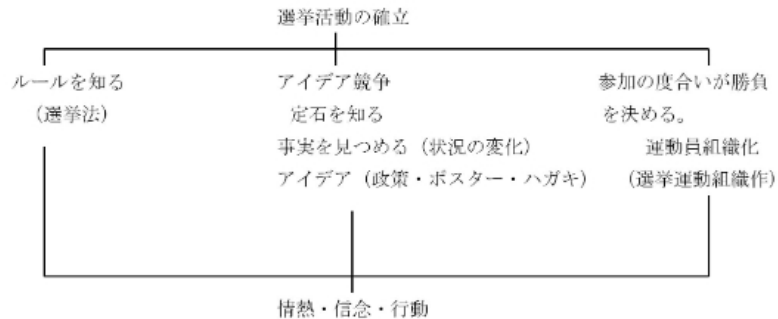 選挙活動の確立
ルールを知る
（選挙法）
アイデア競争
定石を知る
事実を見つめる（状況の変化）
アイデア（政策・ポスター・ハガキ）
参加の度合いが勝負
を決める。
運動員組織化
（選挙運動組織作）
情熱・信念・行動